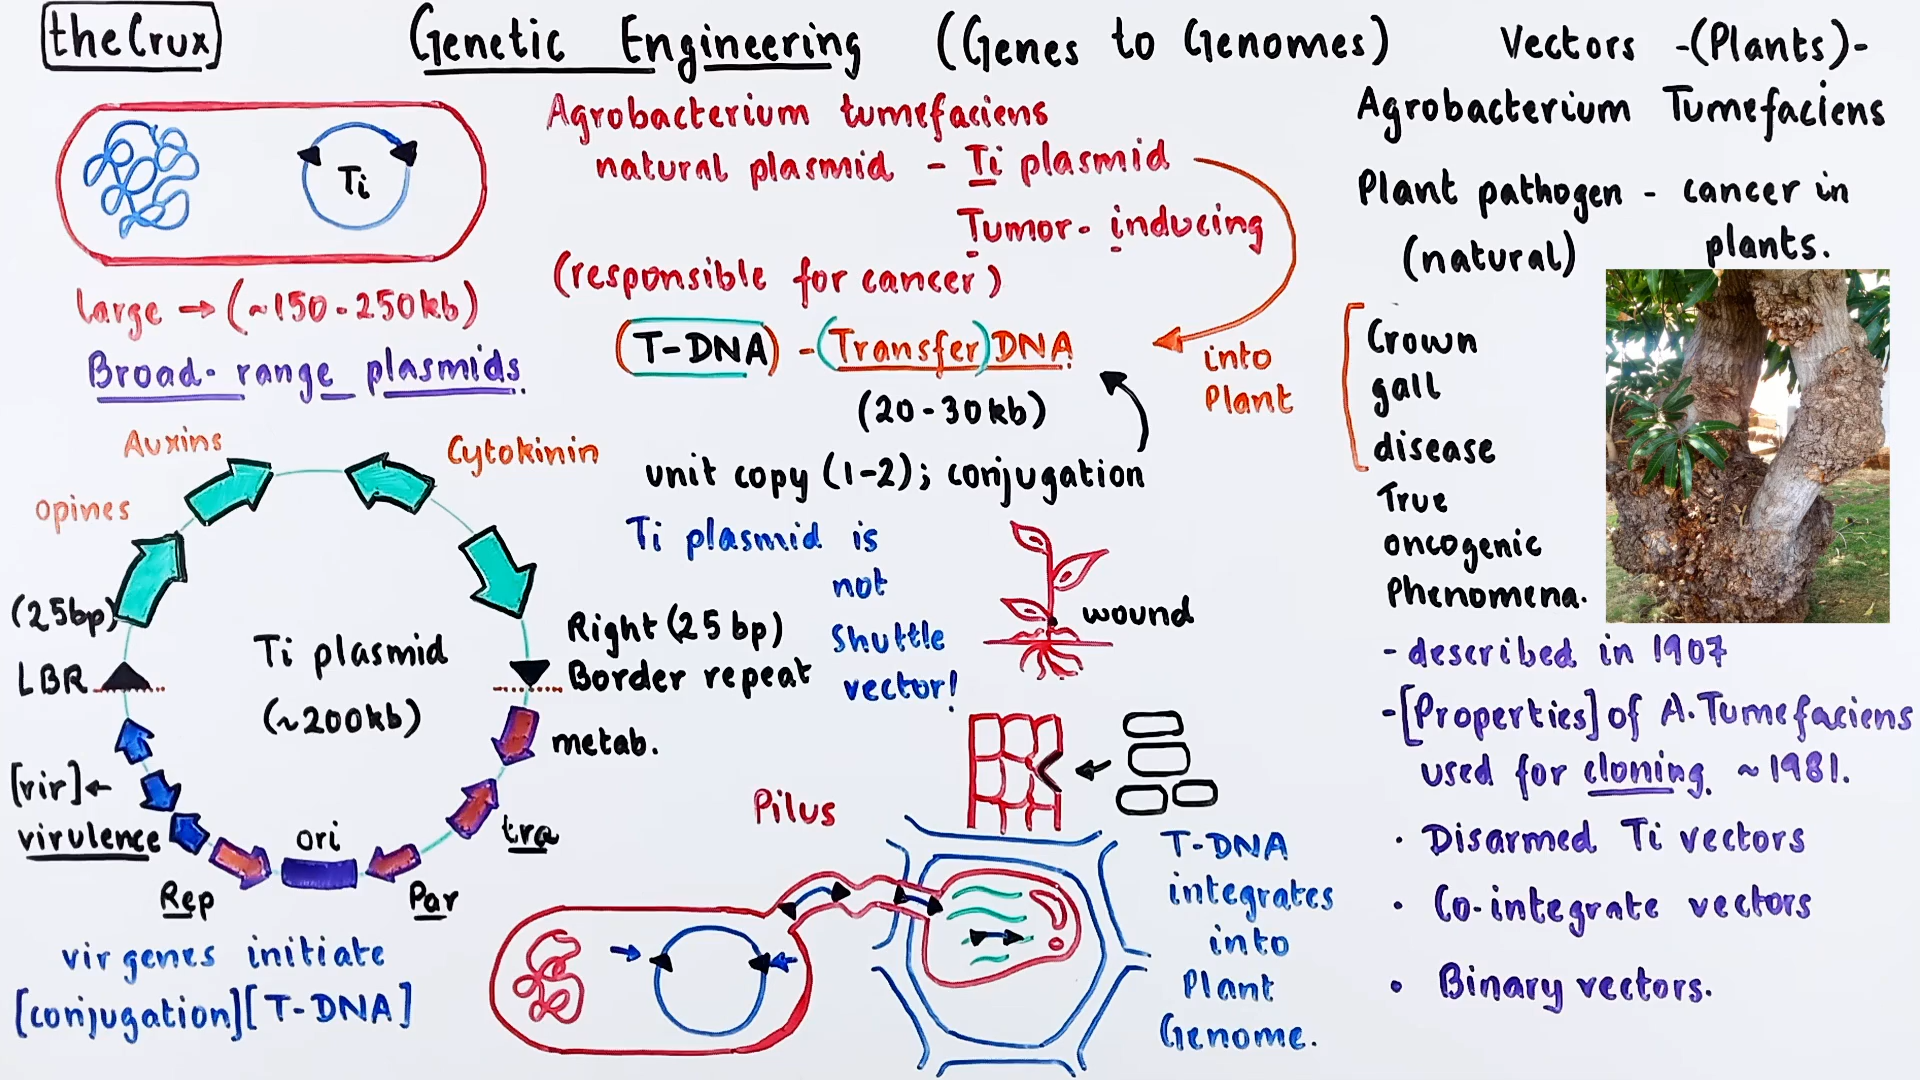 theCrux
Genetic Engineering (Genes to Genomes)
Vectors -(Plants)-
Agrobacterium Tumefaciens
Plant pathogen - cancer in
(natural) plants.
Crown
gall
disease
True
oncogenic
Phenomena.
- described in 1907
- [Properties] of A. Tumefaciens
used for cloning ~1981.
· Disarmed Ti vectors
· Co-integrate vectors
· Binary vectors.
Ti
Large → (~150-250kb)
Broad-range plasmids.
Agrobacterium tumefaciens
natural plasmid - Ti plasmid
Tumor-inducing
(responsible for cancer)
(T-DNA) - (Transfer) DNA
into
Plant
(20-30kb)
unit copy (1-2); conjugation
Ti plasmid is
not
Shuttle
vector!
wound
Auxins
Cytokinin
opines
(25bp)
LBR
Ti plasmid
(~200kb)
Right (25bp)
Border repeat
metab.
tra
Par
ori
Rep
[vir]←
virulence
vir genes initiate
[conjugation][T-DNA]
Pilus
T-DNA
integrates
into
Plant
Genome.